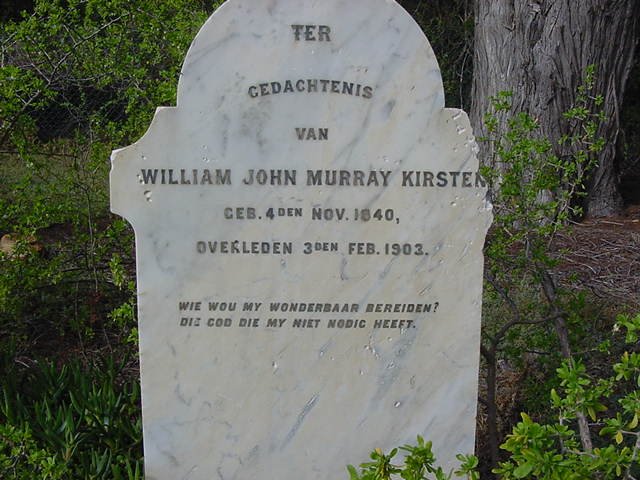 TER
GEDACHTENIS
VAN
WILLIAM JOHN MURRAY KIRSTEN
GEB. 4DEN NOV. 1840,
OVERLEDEN 3DEN FEB. 1903.
WIE WOU MY WONDERBAAR BEREIDEN?
DIE GOD DIE MY NIET NODIG HEEFT.